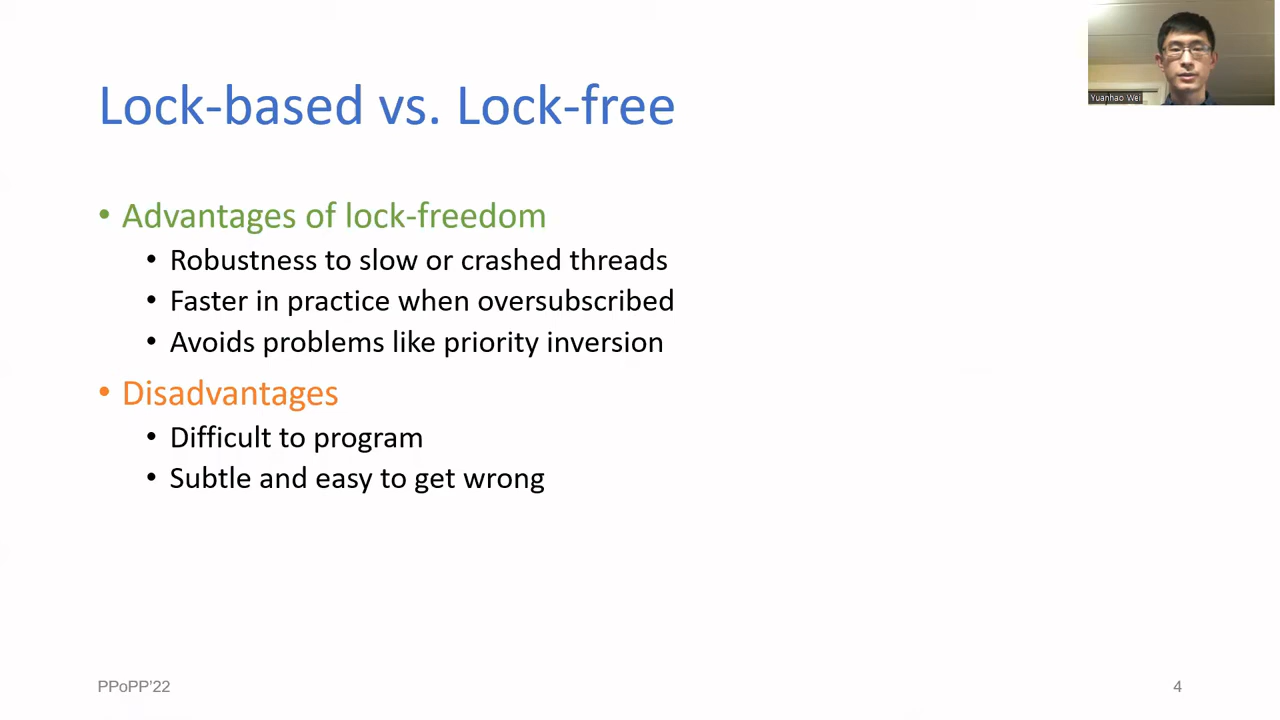 Yuanhao Wei
Lock-based vs. Lock-free
• Advantages of lock-freedom
• Robustness to slow or crashed threads
• Faster in practice when oversubscribed
• Avoids problems like priority inversion
• Disadvantages
• Difficult to program
• Subtle and easy to get wrong
PPoPP’22
4